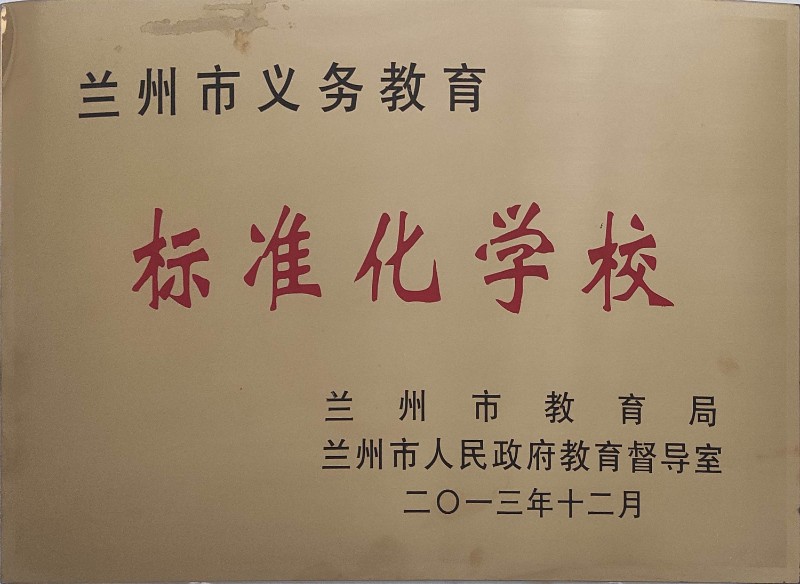 兰州市义务教育
标准化学校
兰州市教育局
兰州市人民政府教育督导室
二〇一三年十二月